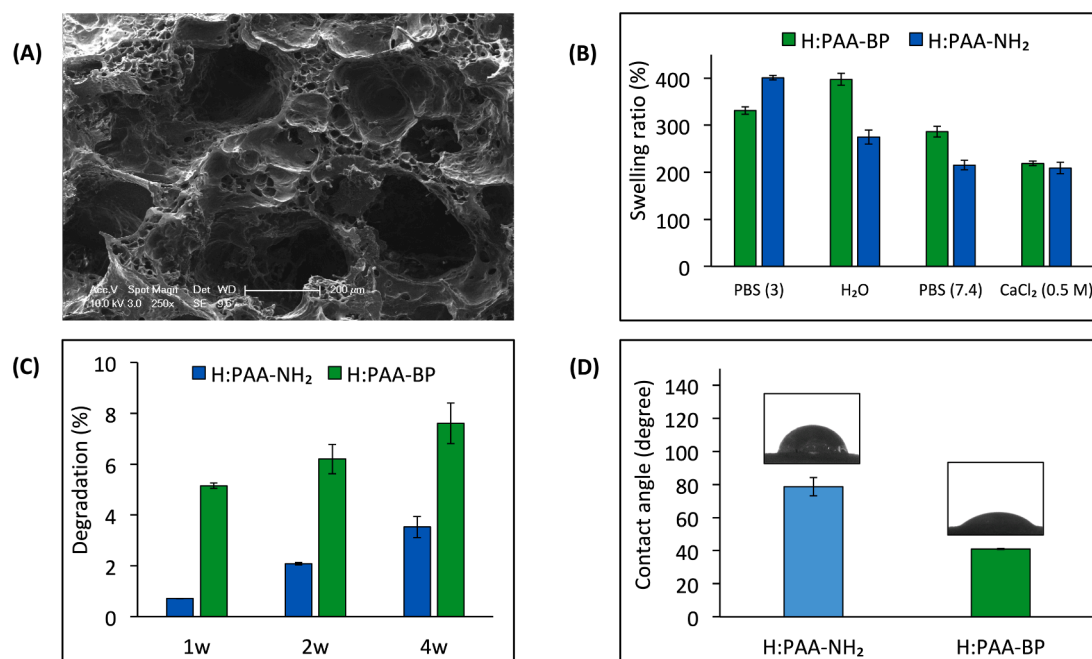 (A)
Acc.V Spot Magn Det WD 200 µm
10.0 kV 3.0 250x SE 9.6
(B)
H:PAA-BP H:PAA-NH₂
Swelling ratio (%)
400
300
200
100
0
PBS (3) H₂O PBS (7.4) CaCl₂ (0.5 M)
(C)
H:PAA-NH₂ H:PAA-BP
Degradation (%)
10
8
6
4
2
0
1w 2w 4w
(D)
Contact angle (degree)
140
120
100
80
60
40
20
0
H:PAA-NH₂ H:PAA-BP